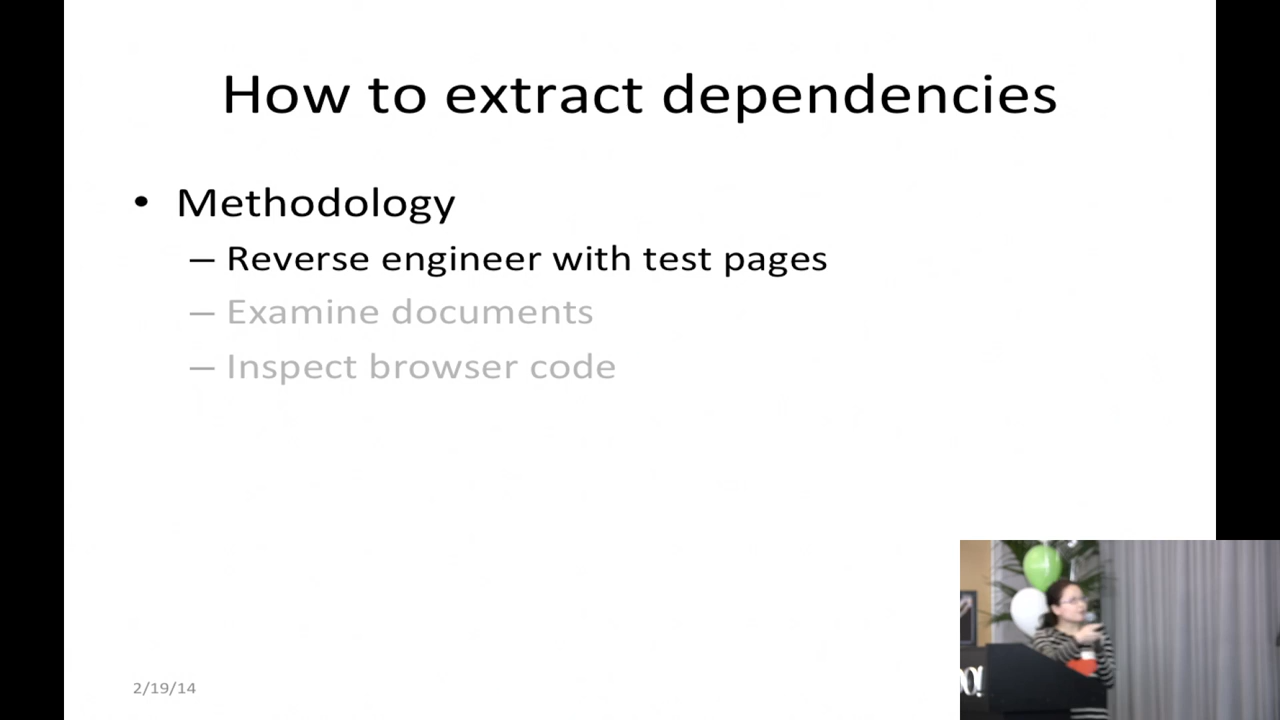 How to extract dependencies
• Methodology
– Reverse engineer with test pages
– Examine documents
– Inspect browser code
2/19/14